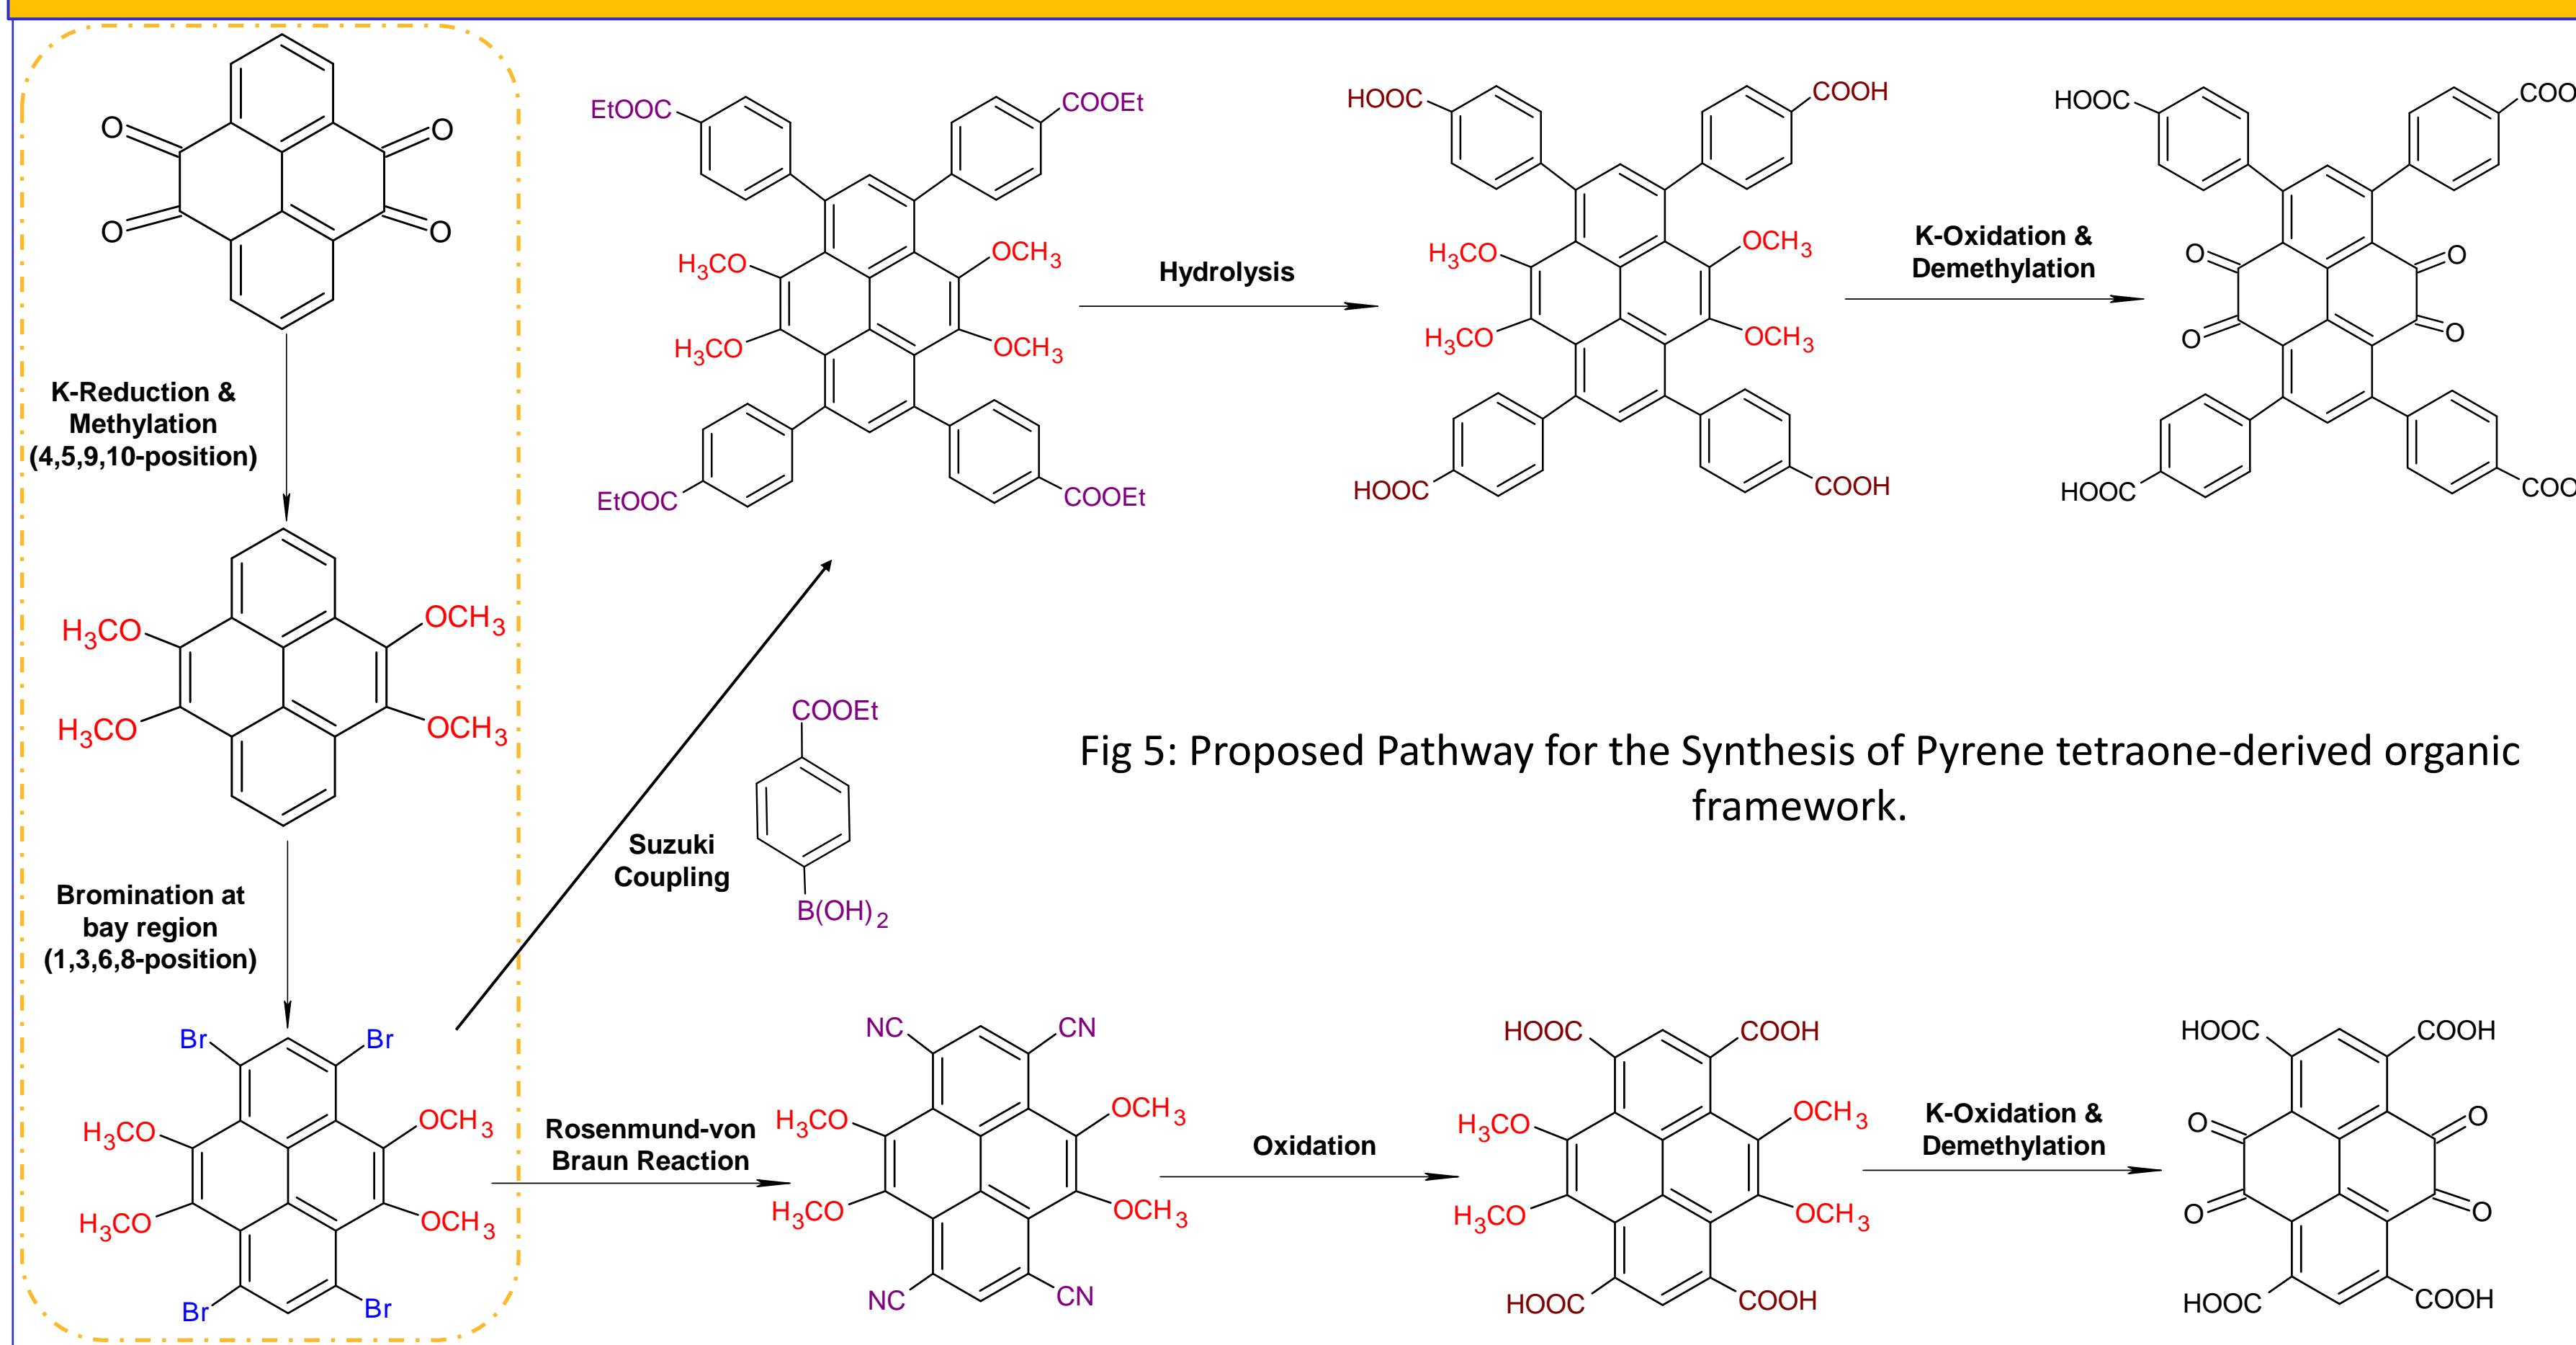 O
O
O
O
K-Reduction &
Methylation
(4,5,9,10-position)
H3CO
OCH3
H3CO
OCH3
Bromination at
bay region
(1,3,6,8-position)
Br
Br
H3CO
OCH3
H3CO
OCH3
Br
Br
Suzuki
Coupling
COOEt
B(OH)2
EtOOC
COOEt
H3CO
OCH3
H3CO
OCH3
EtOOC
COOEt
Hydrolysis
HOOC
COOH
H3CO
OCH3
H3CO
OCH3
HOOC
COOH
K-Oxidation &
Demethylation
HOOC
COO
O
O
O
O
HOOC
COO
Fig 5: Proposed Pathway for the Synthesis of Pyrene tetraone-derived organic
framework.
Rosenmund-von
Braun Reaction
NC
CN
H3CO
OCH3
H3CO
OCH3
NC
CN
Oxidation
HOOC
COOH
H3CO
OCH3
H3CO
OCH3
HOOC
COOH
K-Oxidation &
Demethylation
HOOC
COOH
O
O
O
O
HOOC
COOH